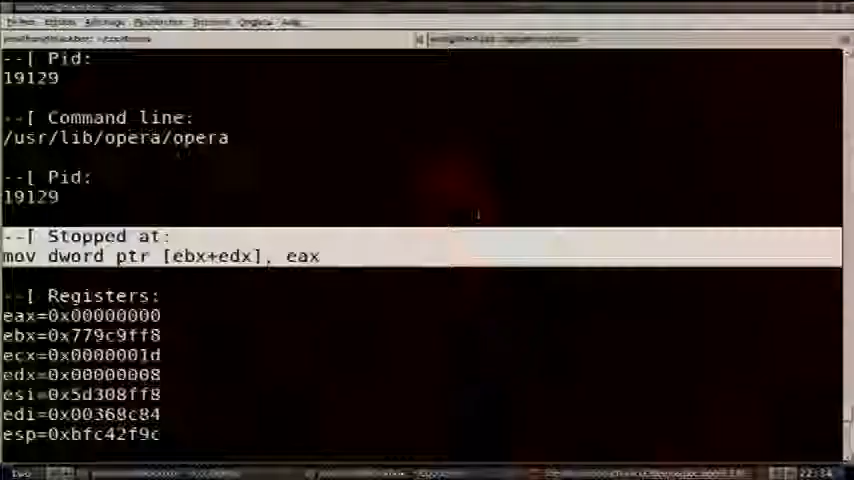 --[ Pid:
19129
--[ Command line:
/usr/lib/opera/opera
--[ Pid:
19129
--[ Stopped at:
mov dword ptr [ebx+edx], eax
--[ Registers:
eax=0x00000000
ebx=0x779c9ff8
ecx=0x0000001d
edx=0x00000008
esi=0x5d308ff8
edi=0x00368c84
esp=0xbfc42f9c